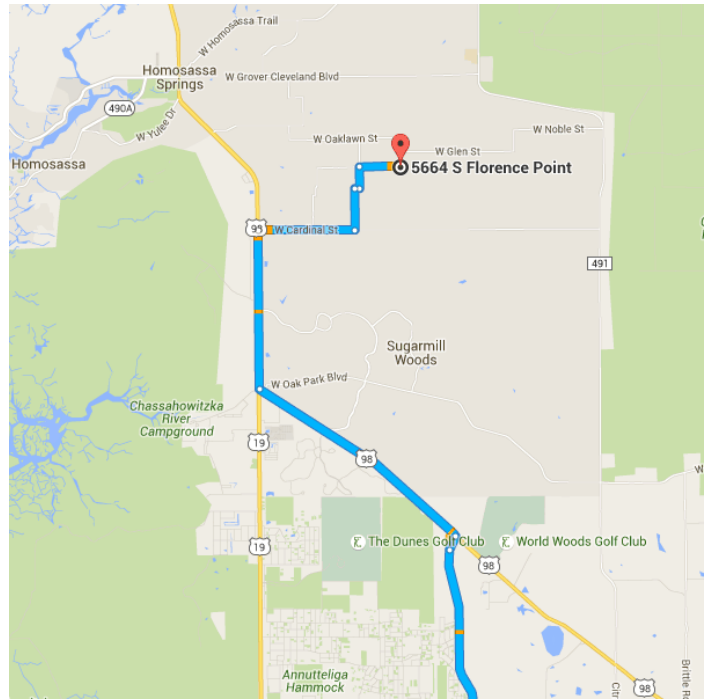 W Homosassa Trail
Homosassa
Springs
W Grover Cleveland Blvd
490A
W Yulee Dr
W Oaklawn St
W Noble St
W Glen St
Homosassa
5664 S Florence Point
W Cardinal St
491
Sugarmill
Woods
W Oak Park Blvd
Chassahowitzka
River
Campground
19
98
The Dunes Golf Club
World Woods Golf Club
19
98
Annutteliga
Hammock
98
Brittle Rd